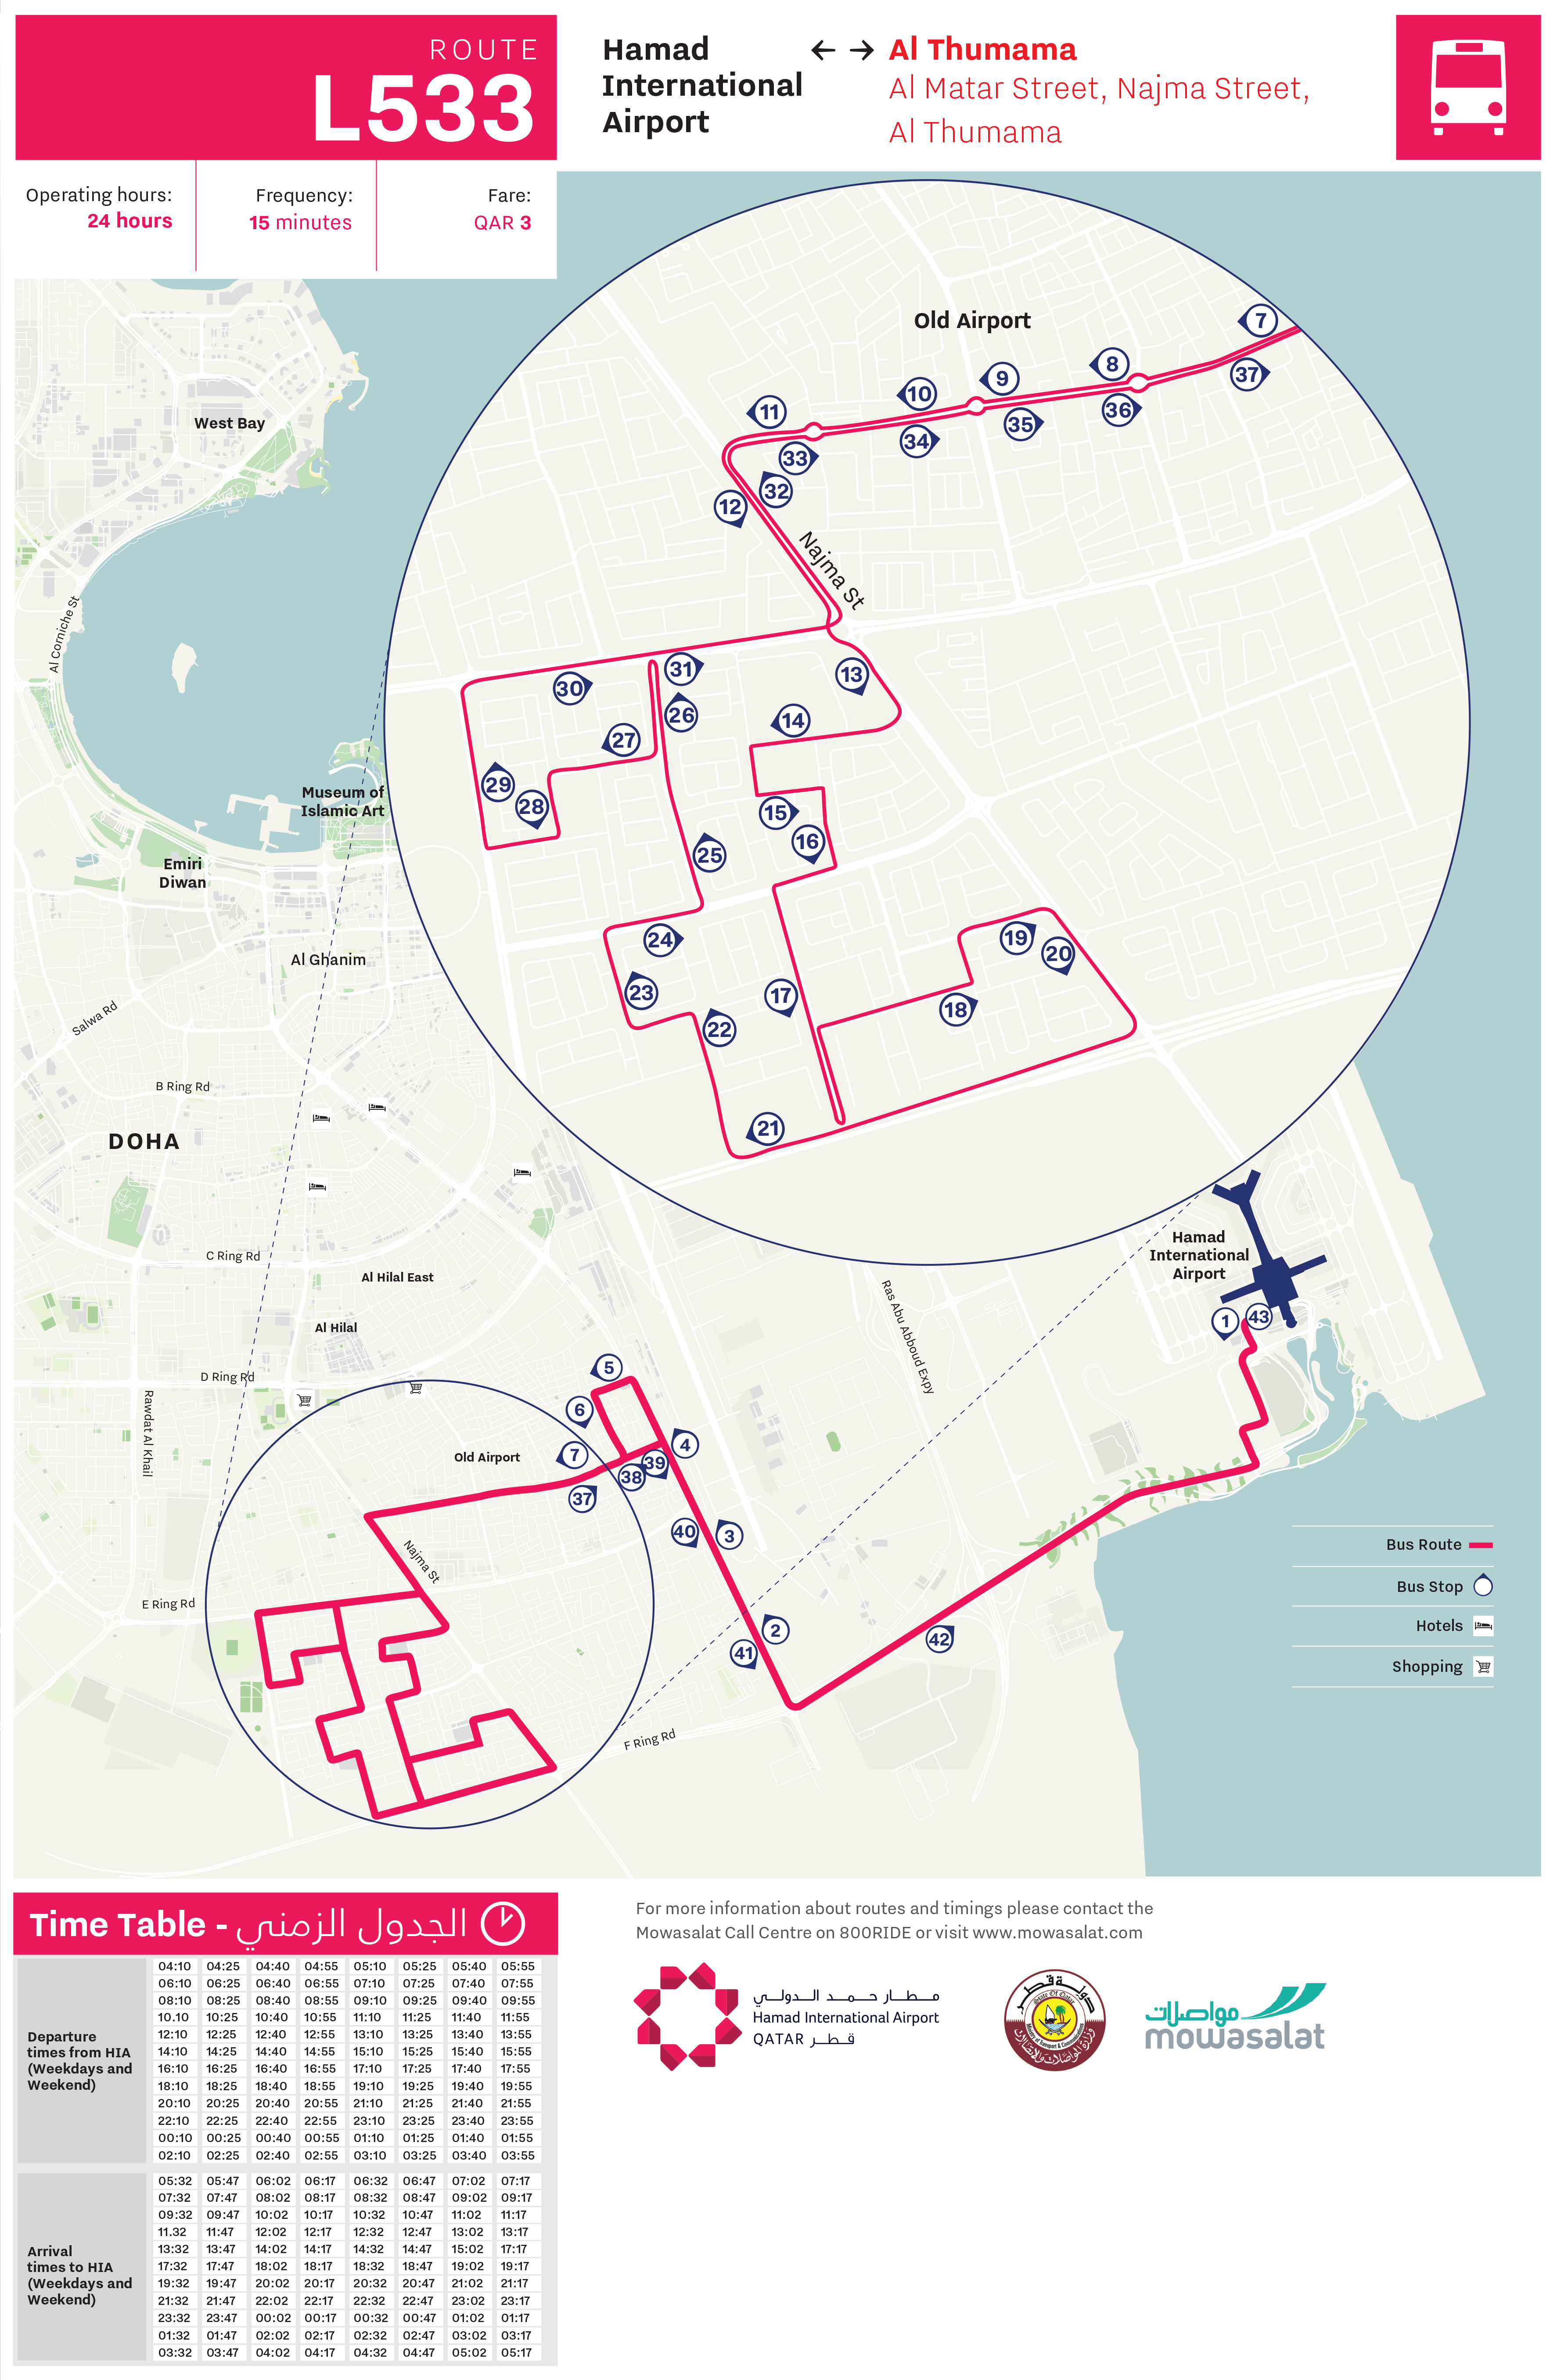 ROUTE
L533
Hamad
International
Airport
← →
Al Thumama
Al Matar Street, Najma Street,
Al Thumama
Operating hours:
24 hours
Frequency:
15 minutes
Fare:
QAR 3
Old Airport
7
8
37
9
10
36
11
35
34
33
32
12
Najma St
31
13
30
26
14
27
29
28
15
16
25
24
19
20
23
17
18
22
21
West Bay
Al Corniche St
Museum of
Islamic Art
Emiri
Diwan
Al Ghanim
Salwa Rd
B Ring Rd
DOHA
C Ring Rd
Al Hilal East
Al Hilal
D Ring Rd
Rawdat Al Khail
Ras Abu Abboud Expy
Hamad
International
Airport
1
43
5
6
4
7
39
38
37
Old Airport
40
3
Najma St
E Ring Rd
2
41
42
F Ring Rd
Bus Route
Bus Stop
Hotels
Shopping
Time Table - الجدول الزمني
Departure
times from HIA
(Weekdays and
Weekend)
04:10 04:25 04:40 04:55 05:10 05:25 05:40 05:55
06:10 06:25 06:40 06:55 07:10 07:25 07:40 07:55
08:10 08:25 08:40 08:55 09:10 09:25 09:40 09:55
10.10 10:25 10:40 10:55 11:10 11:25 11:40 11:55
12:10 12:25 12:40 12:55 13:10 13:25 13:40 13:55
14:10 14:25 14:40 14:55 15:10 15:25 15:40 15:55
16:10 16:25 16:40 16:55 17:10 17:25 17:40 17:55
18:10 18:25 18:40 18:55 19:10 19:25 19:40 19:55
20:10 20:25 20:40 20:55 21:10 21:25 21:40 21:55
22:10 22:25 22:40 22:55 23:10 23:25 23:40 23:55
00:10 00:25 00:40 00:55 01:10 01:25 01:40 01:55
02:10 02:25 02:40 02:55 03:10 03:25 03:40 03:55
Arrival
times to HIA
(Weekdays and
Weekend)
05:32 05:47 06:02 06:17 06:32 06:47 07:02 07:17
07:32 07:47 08:02 08:17 08:32 08:47 09:02 09:17
09:32 09:47 10:02 10:17 10:32 10:47 11:02 11:17
11.32 11:47 12:02 12:17 12:32 12:47 13:02 13:17
13:32 13:47 14:02 14:17 14:32 14:47 15:02 17:17
17:32 17:47 18:02 18:17 18:32 18:47 19:02 19:17
19:32 19:47 20:02 20:17 20:32 20:47 21:02 21:17
21:32 21:47 22:02 22:17 22:32 22:47 23:02 23:17
23:32 23:47 00:02 00:17 00:32 00:47 01:02 01:17
01:32 01:47 02:02 02:17 02:32 02:47 03:02 03:17
03:32 03:47 04:02 04:17 04:32 04:47 05:02 05:17
For more information about routes and timings please contact the
Mowasalat Call Centre on 800RIDE or visit www.mowasalat.com
مـطـار حـمـد الـدولـي
Hamad International Airport
QATAR قـطـر
دولـة قـطـر
State Of Qatar
Ministry of Transport & Communications
وزارة المواصلات والاتصالات
مواصلات
mowasalat